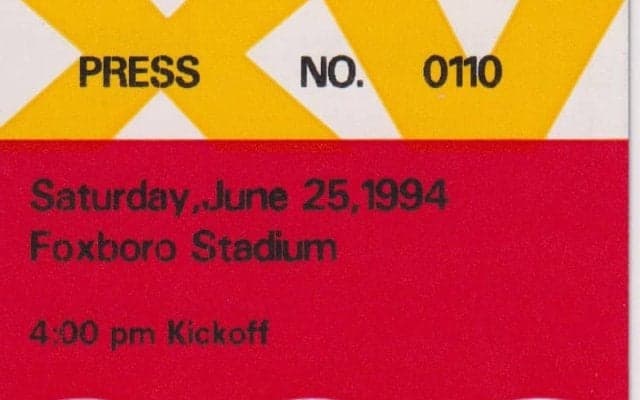 PRESS NO. 0110
Saturday, June 25, 1994
Foxboro Stadium
4:00 pm Kickoff